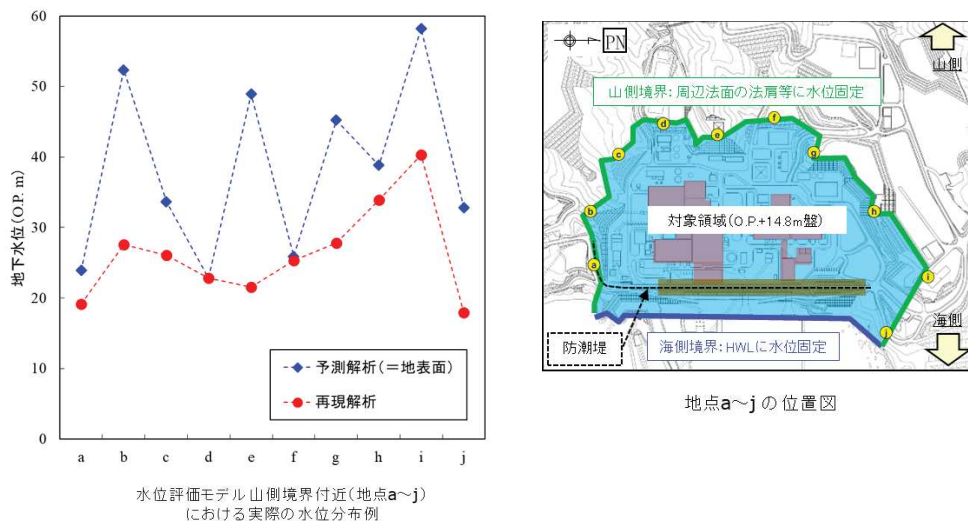 地下水位(O.P. m)
60
50
40
30
20
10
0
a b c d e f g h i j
予測解析(=地表面)
再現解析
水位評価モデル山側境界付近(地点a~j)
における実際の水位分布例
PN
山側
山側境界:周辺法面の法肩等に水位固定
a
b
c
d
e
f
g
h
i
j
対象領域(O.P.+14.8m盤)
防潮堤
海側境界:HWLに水位固定
海側
地点a~jの位置図